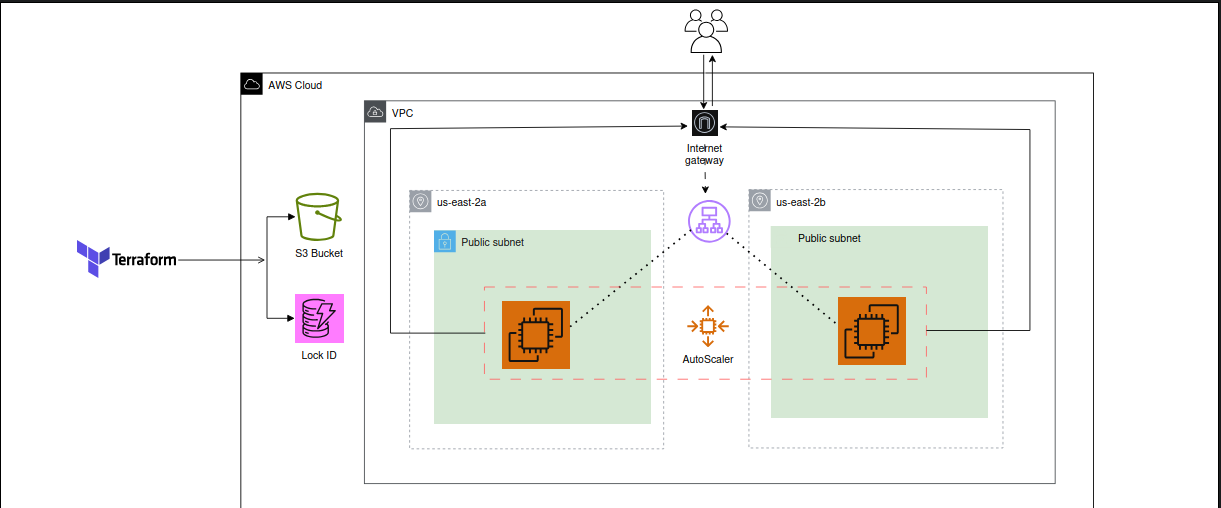 AWS Cloud
VPC
Internet
gateway
us-east-2a
us-east-2b
Public subnet
Public subnet
S3 Bucket
Terraform
Lock ID
AutoScaler